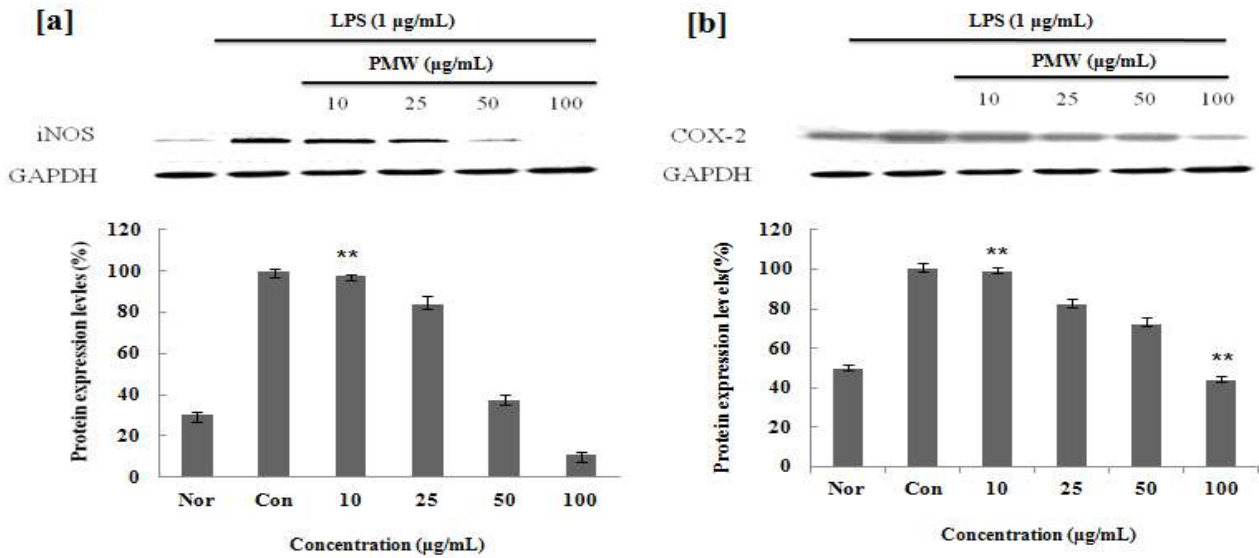 [a]
LPS (1 µg/mL)
PMW (µg/mL)
10 25 50 100
iNOS
GAPDH
Protein expression levles (%)
120
100
80
60
40
20
0
**
Nor Con 10 25 50 100
Concentration (µg/mL)
[b]
LPS (1 µg/mL)
PMW (µg/mL)
10 25 50 100
COX-2
GAPDH
Protein expression levels(%)
120
100
80
60
40
20
0
**
**
Nor Con 10 25 50 100
Concentration (µg/mL)